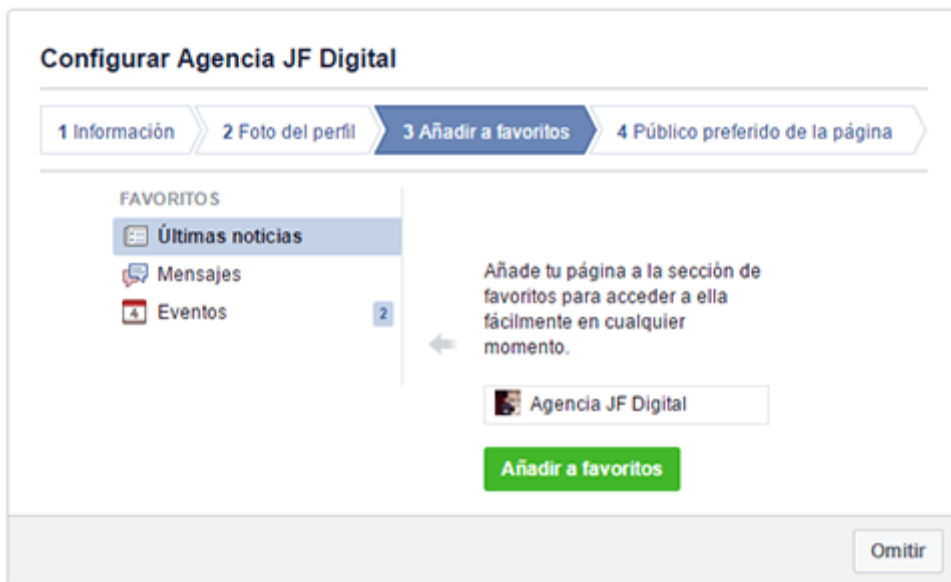 Configurar Agencia JF Digital
1 Información 2 Foto del perfil 3 Añadir a favoritos 4 Público preferido de la página
FAVORITOS
Últimas noticias
Mensajes
4 Eventos 2
Añade tu página a la sección de
favoritos para acceder a ella
fácilmente en cualquier
momento.
Agencia JF Digital
Añadir a favoritos
Omitir